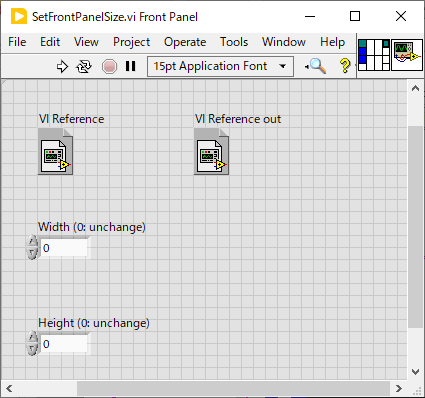 SetFrontPanelSize.vi Front Panel
File Edit View Project Operate Tools Window Help
15pt Application Font
?
VI Reference VI Reference out
Width (0: unchange)
0
Height (0: unchange)
0